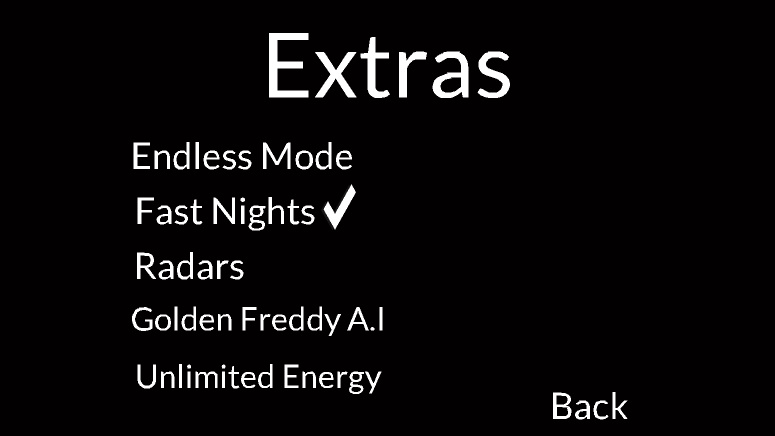 Extras
Endless Mode
Fast Nights ✓
Radars
Golden Freddy A.I
Unlimited Energy
Back